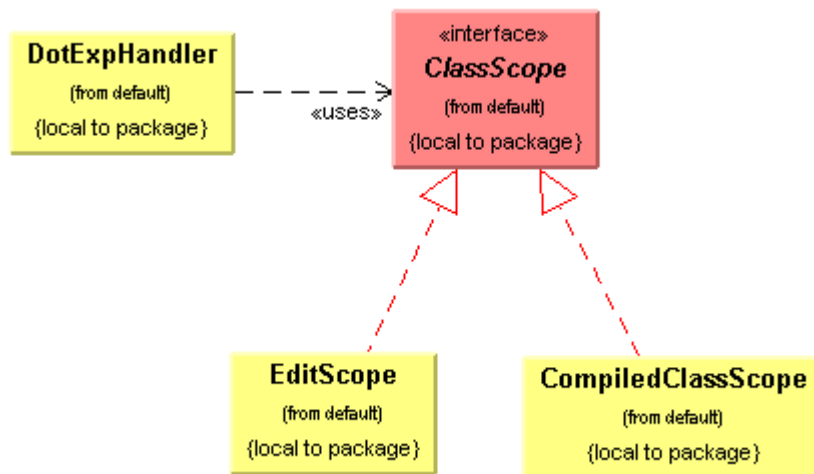 DotExpHandler
(from default)
{local to package}
«uses»
«interface»
ClassScope
(from default)
{local to package}
EditScope
(from default)
{local to package}
CompiledClassScope
(from default)
{local to package}